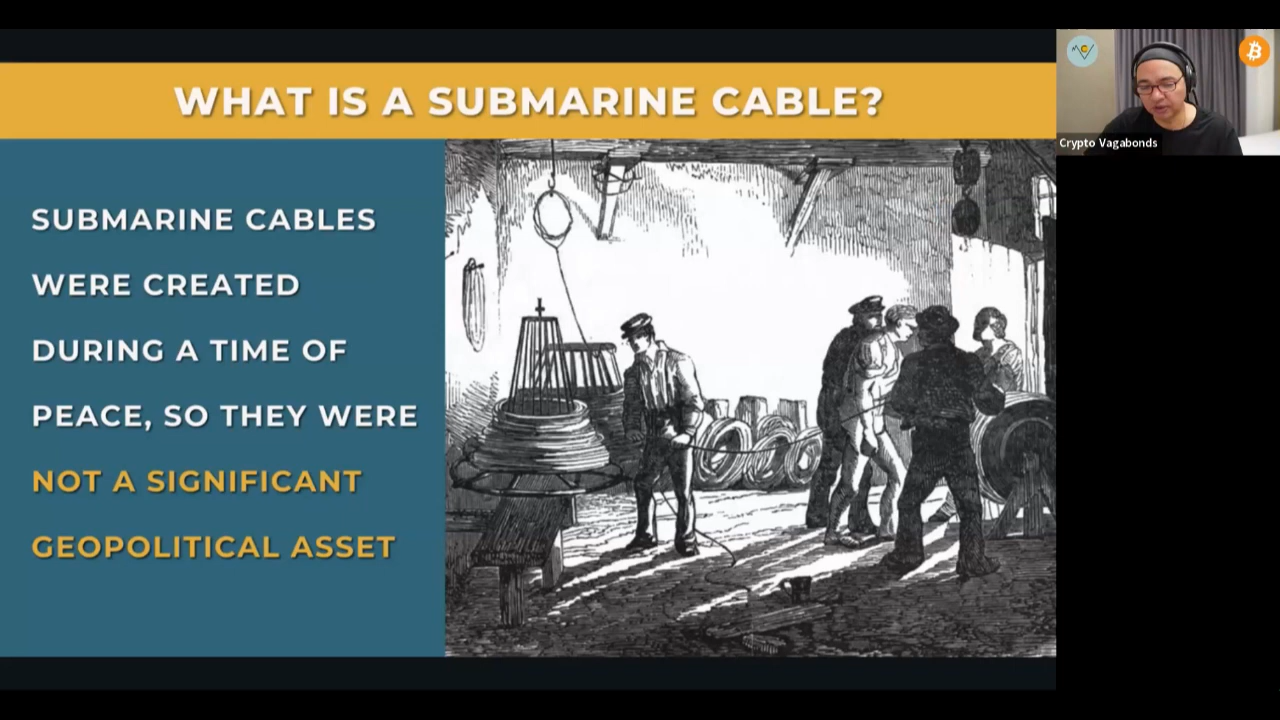 WHAT IS A SUBMARINE CABLE?
SUBMARINE CABLES
WERE CREATED
DURING A TIME OF
PEACE, SO THEY WERE
NOT A SIGNIFICANT
GEOPOLITICAL ASSET
Crypto Vagabonds